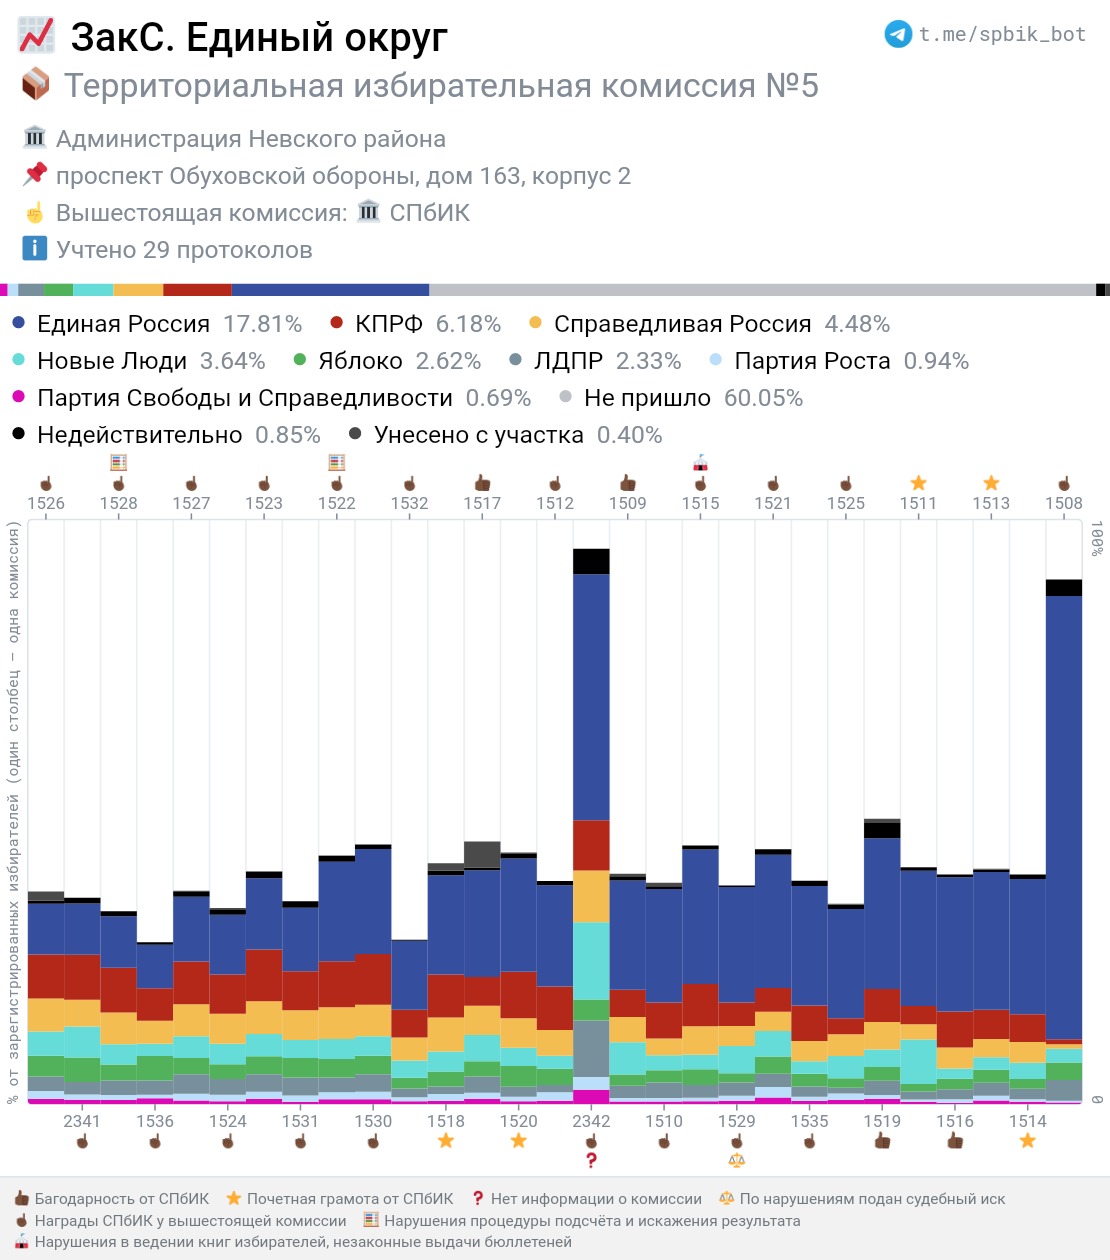 ЗакС. Единый округ
t.me/spbik_bot
Территориальная избирательная комиссия №5
Администрация Невского района
проспект Обуховской обороны, дом 163, корпус 2
Вышестоящая комиссия: СПбИК
Учтено 29 протоколов
Единая Россия 17.81% КПРФ 6.18% Справедливая Россия 4.48%
Новые Люди 3.64% Яблоко 2.62% ЛДПР 2.33% Партия Роста 0.94%
Партия Свободы и Справедливости 0.69% Не пришло 60.05%
Недействительно 0.85% Унесено с участка 0.40%
1526 1528 1527 1523 1522 1532 1517 1512 1509 1515 1521 1525 1511 1513 1508
% от зарегистрированных избирателей (один столбец — одна комиссия)
100%
0
2341 1536 1524 1531 1530 1518 1520 2342 1510 1529 1535 1519 1516 1514
Багодарность от СПбИК Почетная грамота от СПбИК Нет информации о комиссии По нарушениям подан судебный иск
Награды СПбИК у вышестоящей комиссии Нарушения процедуры подсчёта и искажения результата
Нарушения в ведении книг избирателей, незаконные выдачи бюллетеней